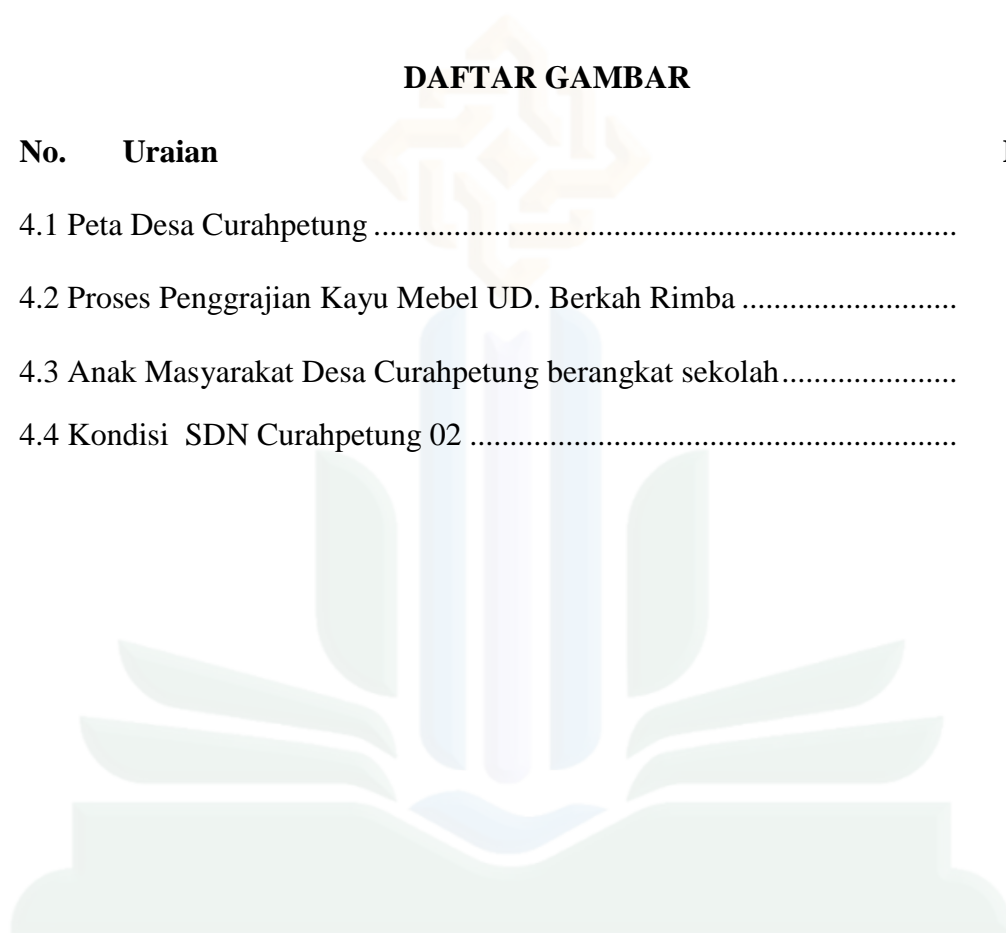 DAFTAR GAMBAR
No. Uraian
4.1 Peta Desa Curahpetung .........................................................................
4.2 Proses Penggrajian Kayu Mebel UD. Berkah Rimba ...........................
4.3 Anak Masyarakat Desa Curahpetung berangkat sekolah......................
4.4 Kondisi  SDN Curahpetung 02 .............................................................